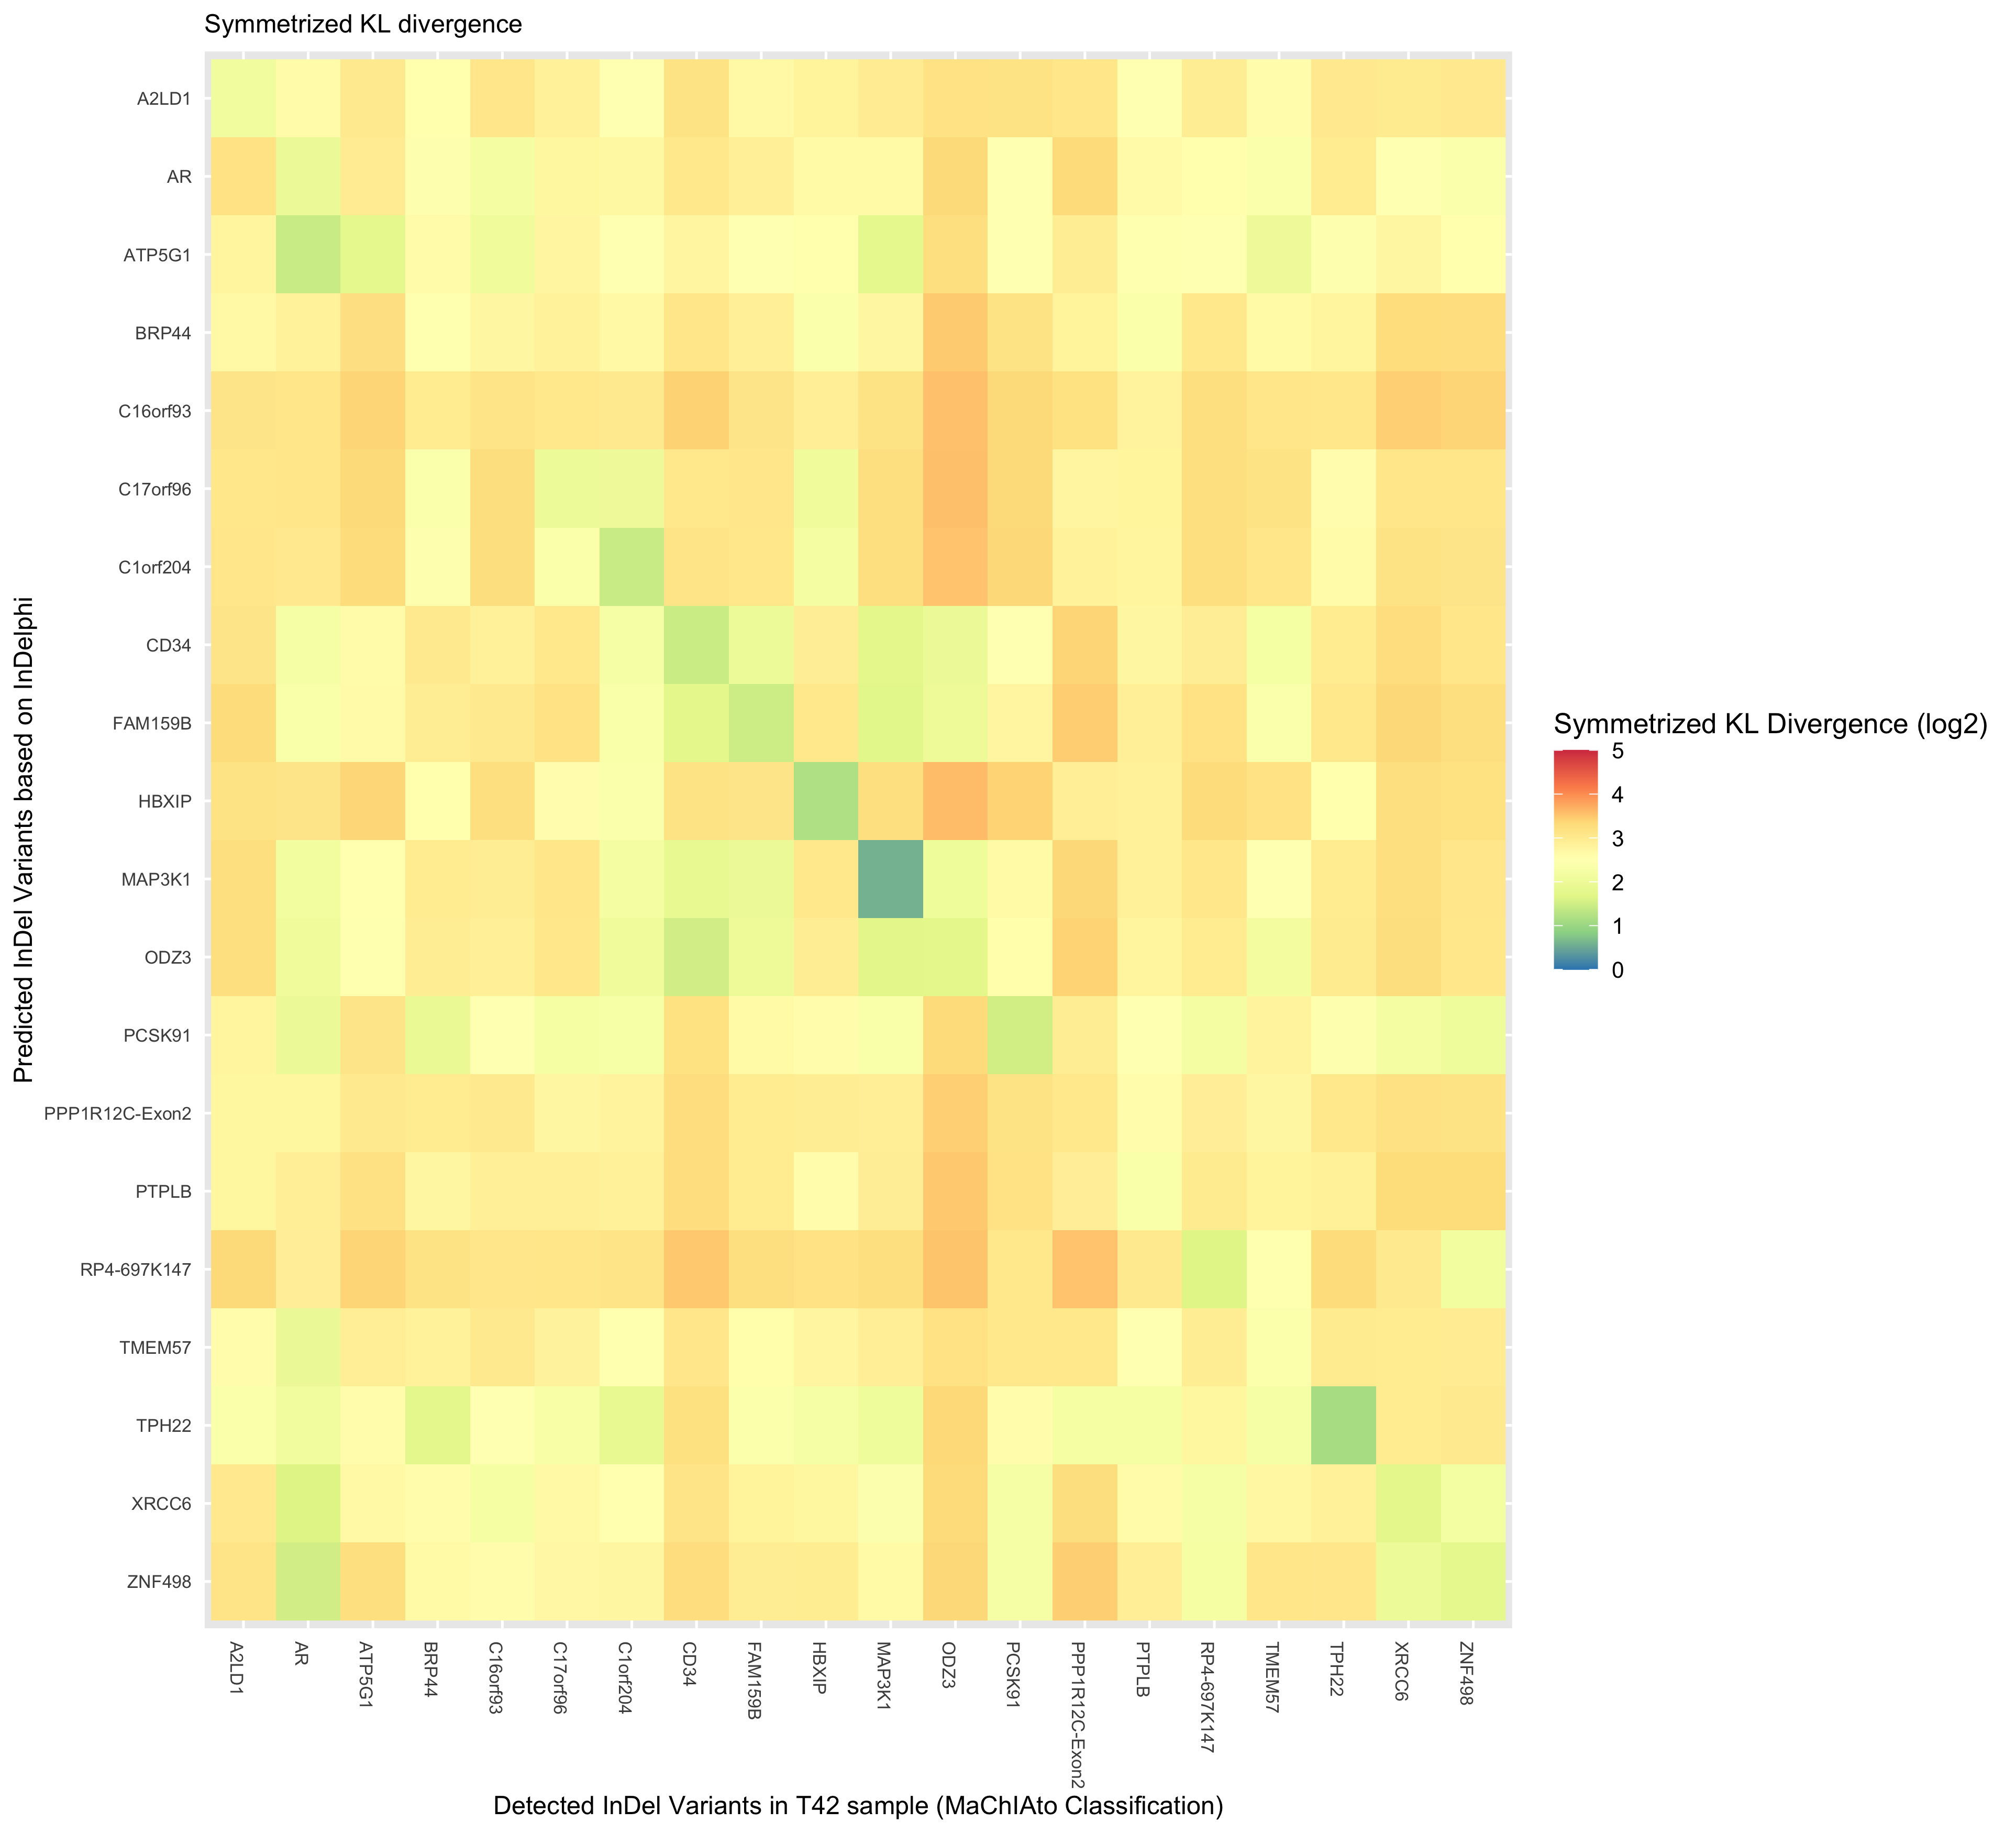 Symmetrized KL divergence
Predicted InDel Variants based on InDelphi
A2LD1
AR
ATP5G1
BRP44
C16orf93
C17orf96
C1orf204
CD34
FAM159B
HBXIP
MAP3K1
ODZ3
PCSK91
PPP1R12C-Exon2
PTPLB
RP4-697K147
TMEM57
TPH22
XRCC6
ZNF498
A2LD1
AR
ATP5G1
BRP44
C16orf93
C17orf96
C1orf204
CD34
FAM159B
HBXIP
MAP3K1
ODZ3
PCSK91
PPP1R12C-Exon2
PTPLB
RP4-697K147
TMEM57
TPH22
XRCC6
ZNF498
Detected InDel Variants in T42 sample (MaChIAto Classification)
Symmetrized KL Divergence (log2)
5
4
3
2
1
0